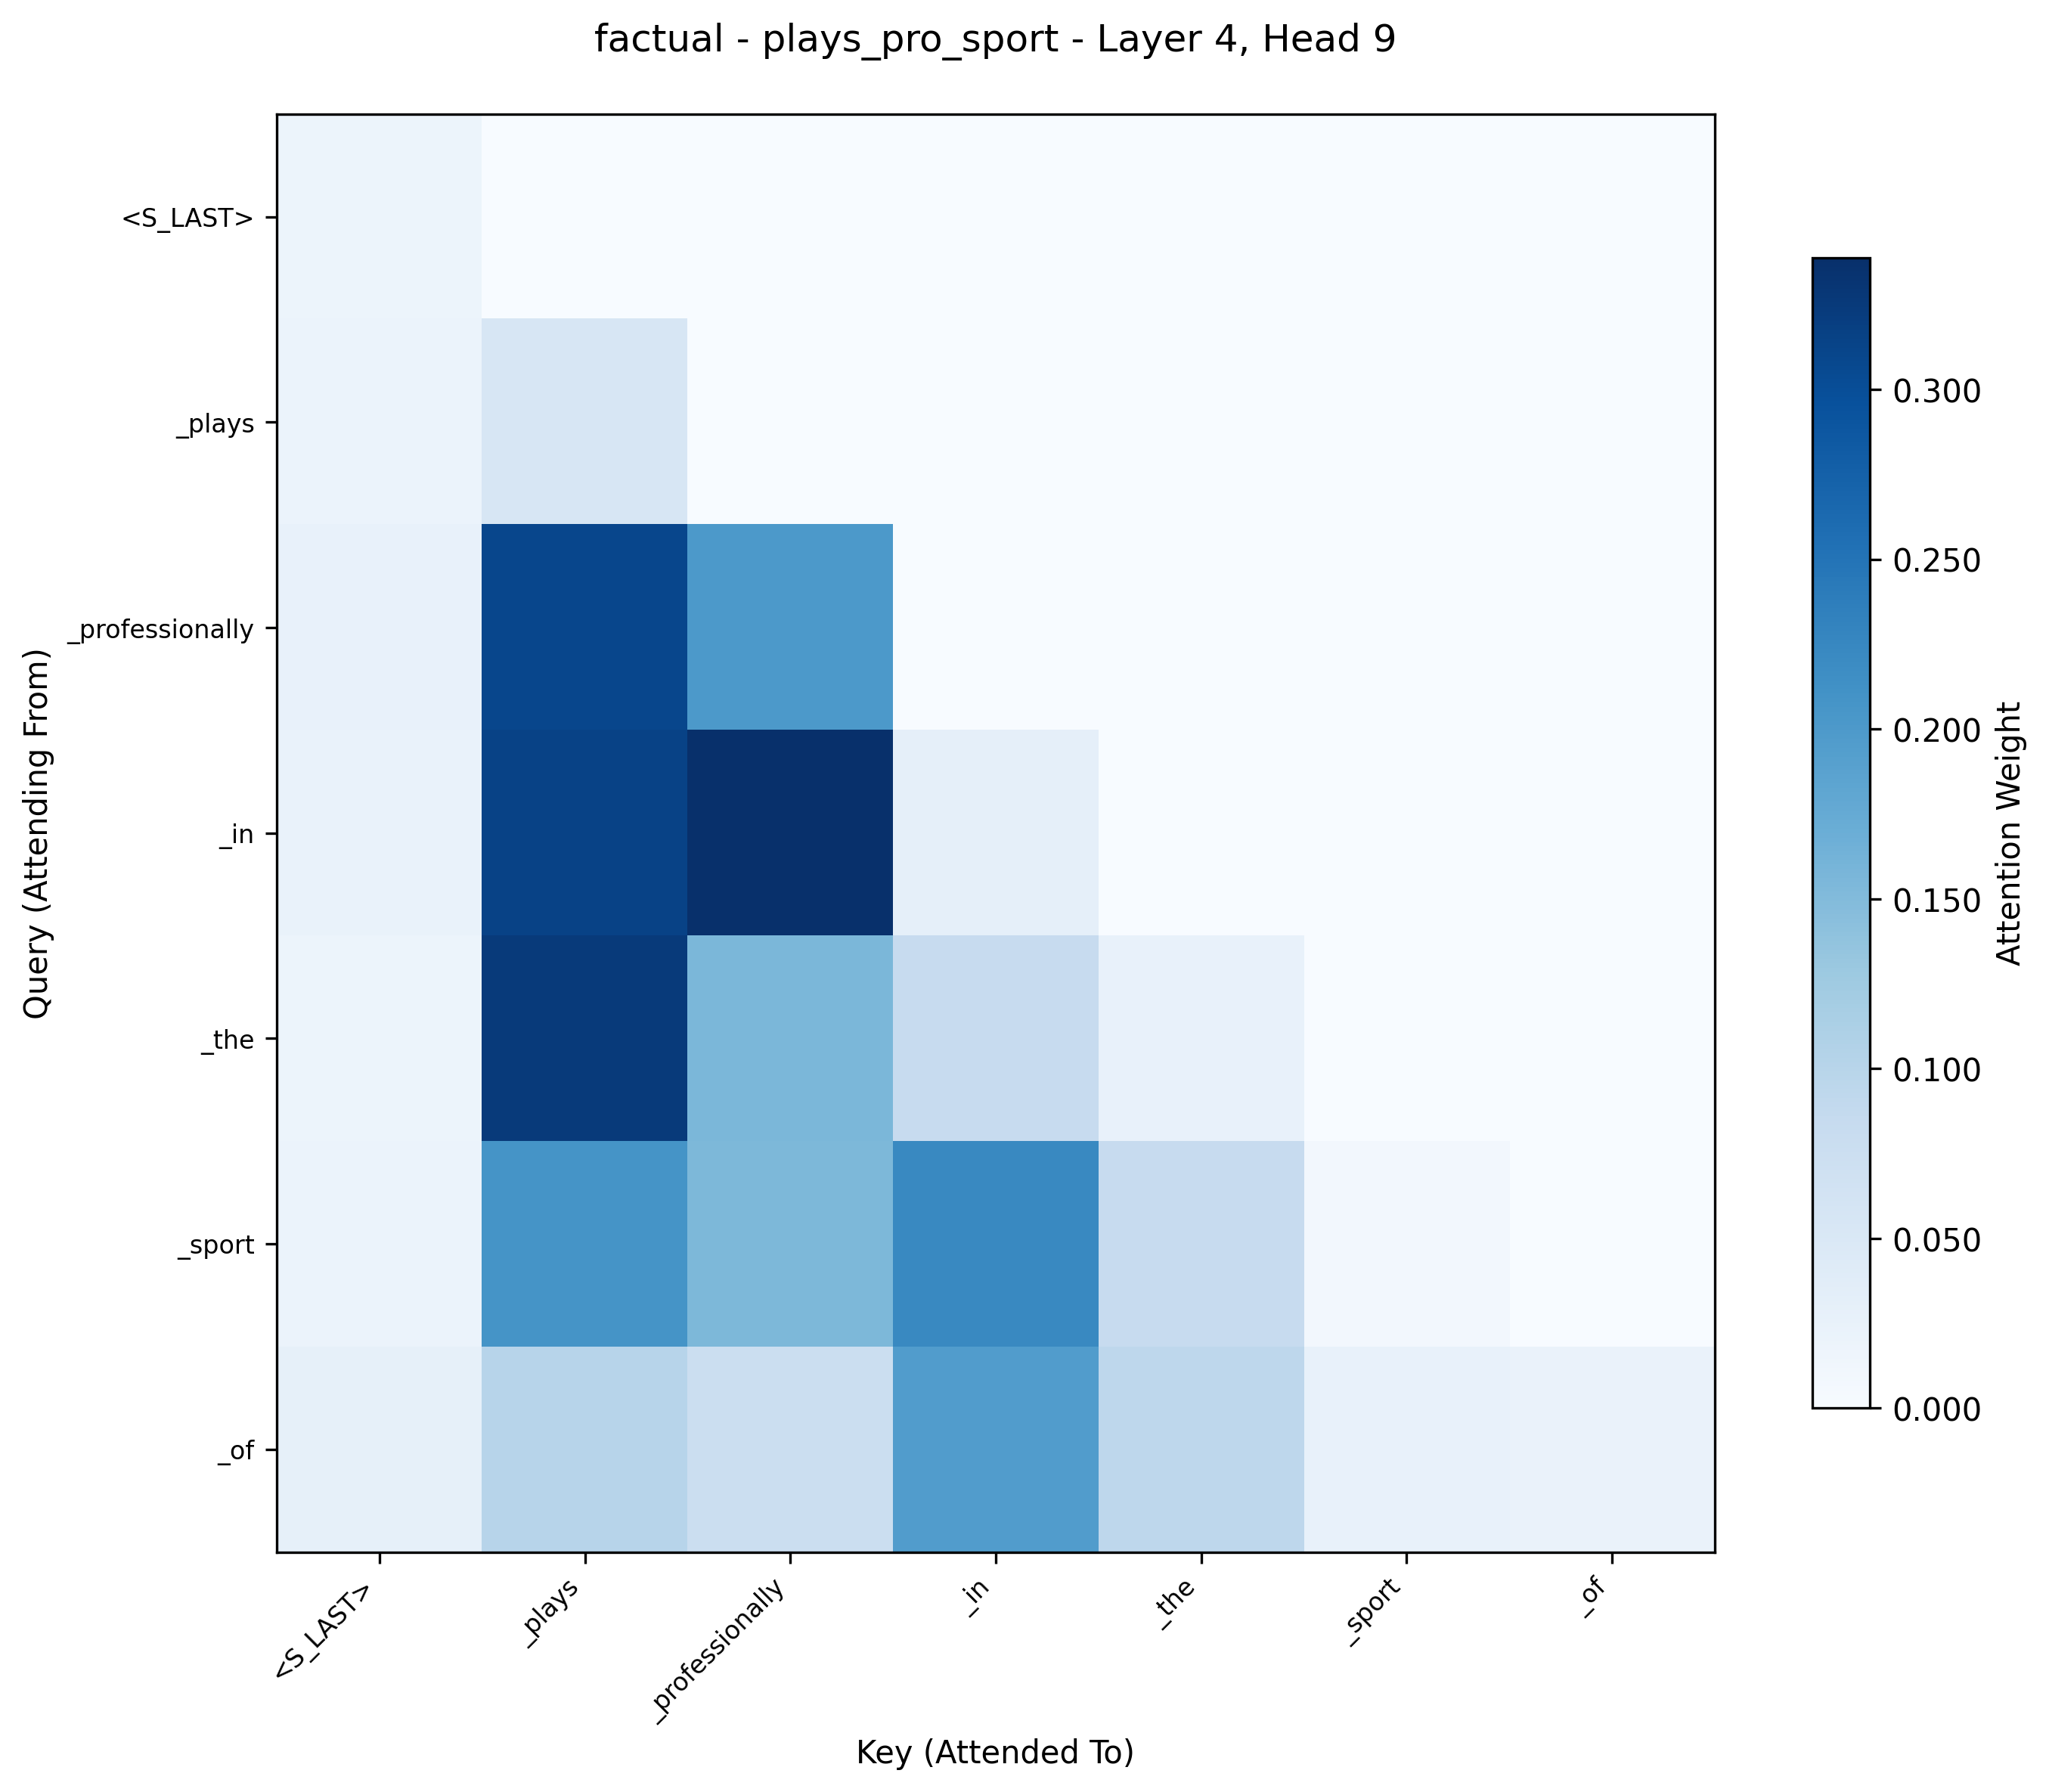 factual - plays_pro_sport - Layer 4, Head 9
Query (Attending From)
<S_LAST>
_plays
_professionally
_in
_the
_sport
_of
<S_LAST>
_plays
_professionally
_in
_the
_sport
_of
Key (Attended To)
0.300
0.250
0.200
0.150
0.100
0.050
0.000
Attention Weight